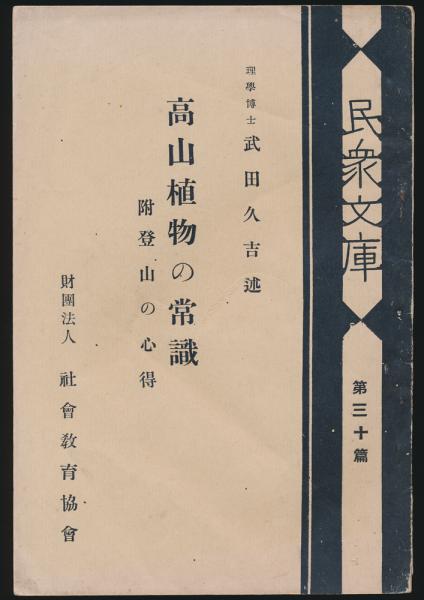 民衆文庫
第三十篇
理學博士 武田久吉述
高山植物の常識
附登山の心得
財團法人 社會敎育協會